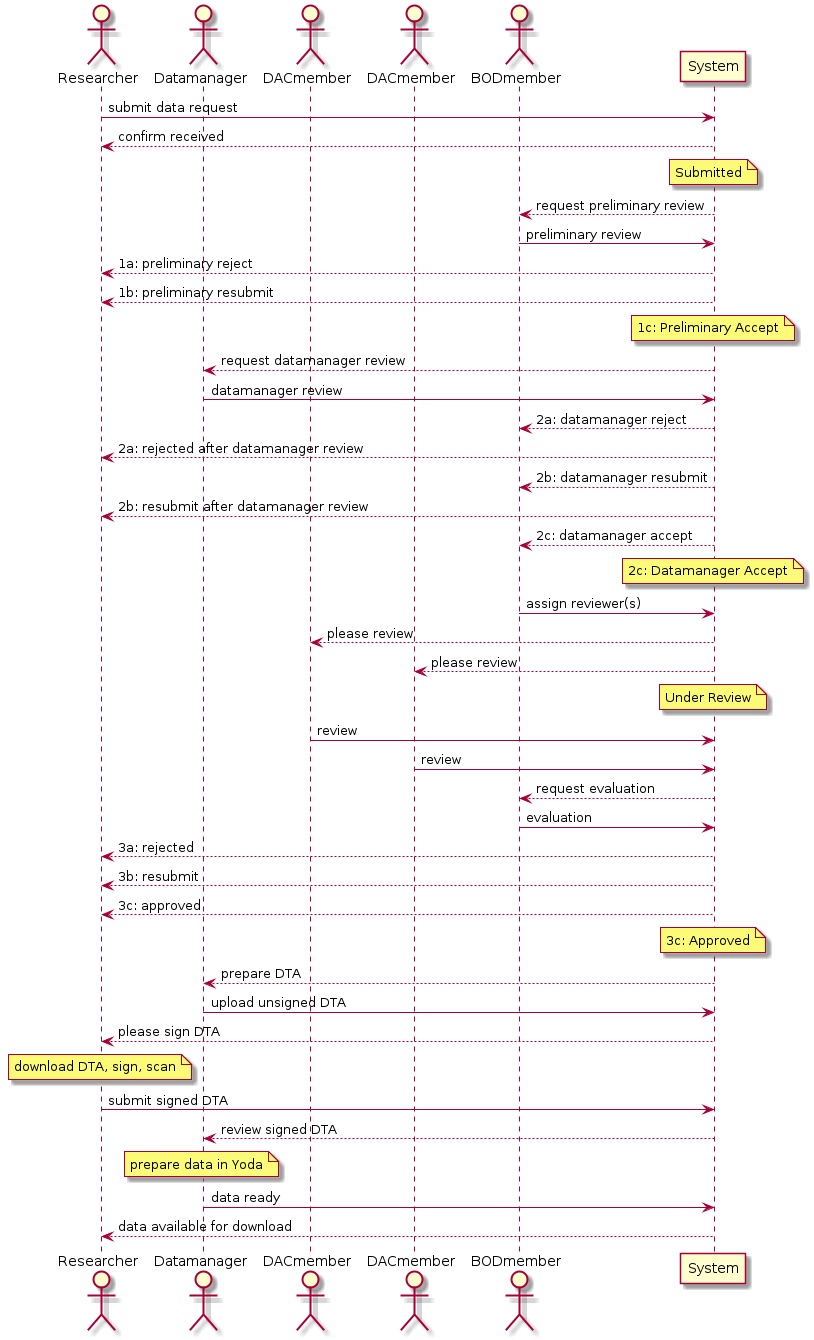 Researcher Datamanager DACmember DACmember BODmember System
submit data request
confirm received
Submitted
request preliminary review
preliminary review
1a: preliminary reject
1b: preliminary resubmit
1c: Preliminary Accept
request datamanager review
datamanager review
2a: datamanager reject
2a: rejected after datamanager review
2b: datamanager resubmit
2b: resubmit after datamanager review
2c: datamanager accept
2c: Datamanager Accept
assign reviewer(s)
please review
please review
Under Review
review
review
request evaluation
evaluation
3a: rejected
3b: resubmit
3c: approved
3c: Approved
prepare DTA
upload unsigned DTA
please sign DTA
download DTA, sign, scan
submit signed DTA
review signed DTA
prepare data in Yoda
data ready
data available for download
Researcher Datamanager DACmember DACmember BODmember System